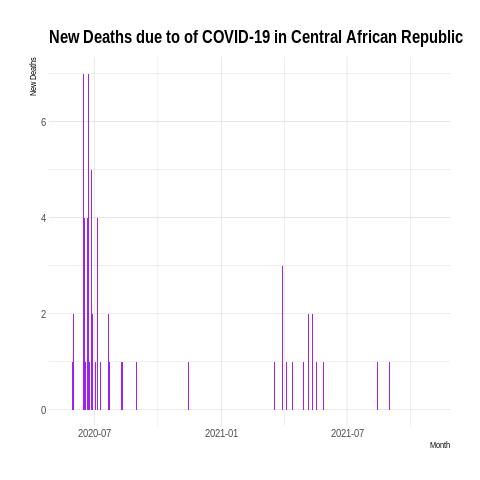 New Deaths due to of COVID-19 in Central African Republic
New Deaths
6
4
2
0
2020-07 2021-01 2021-07
Month